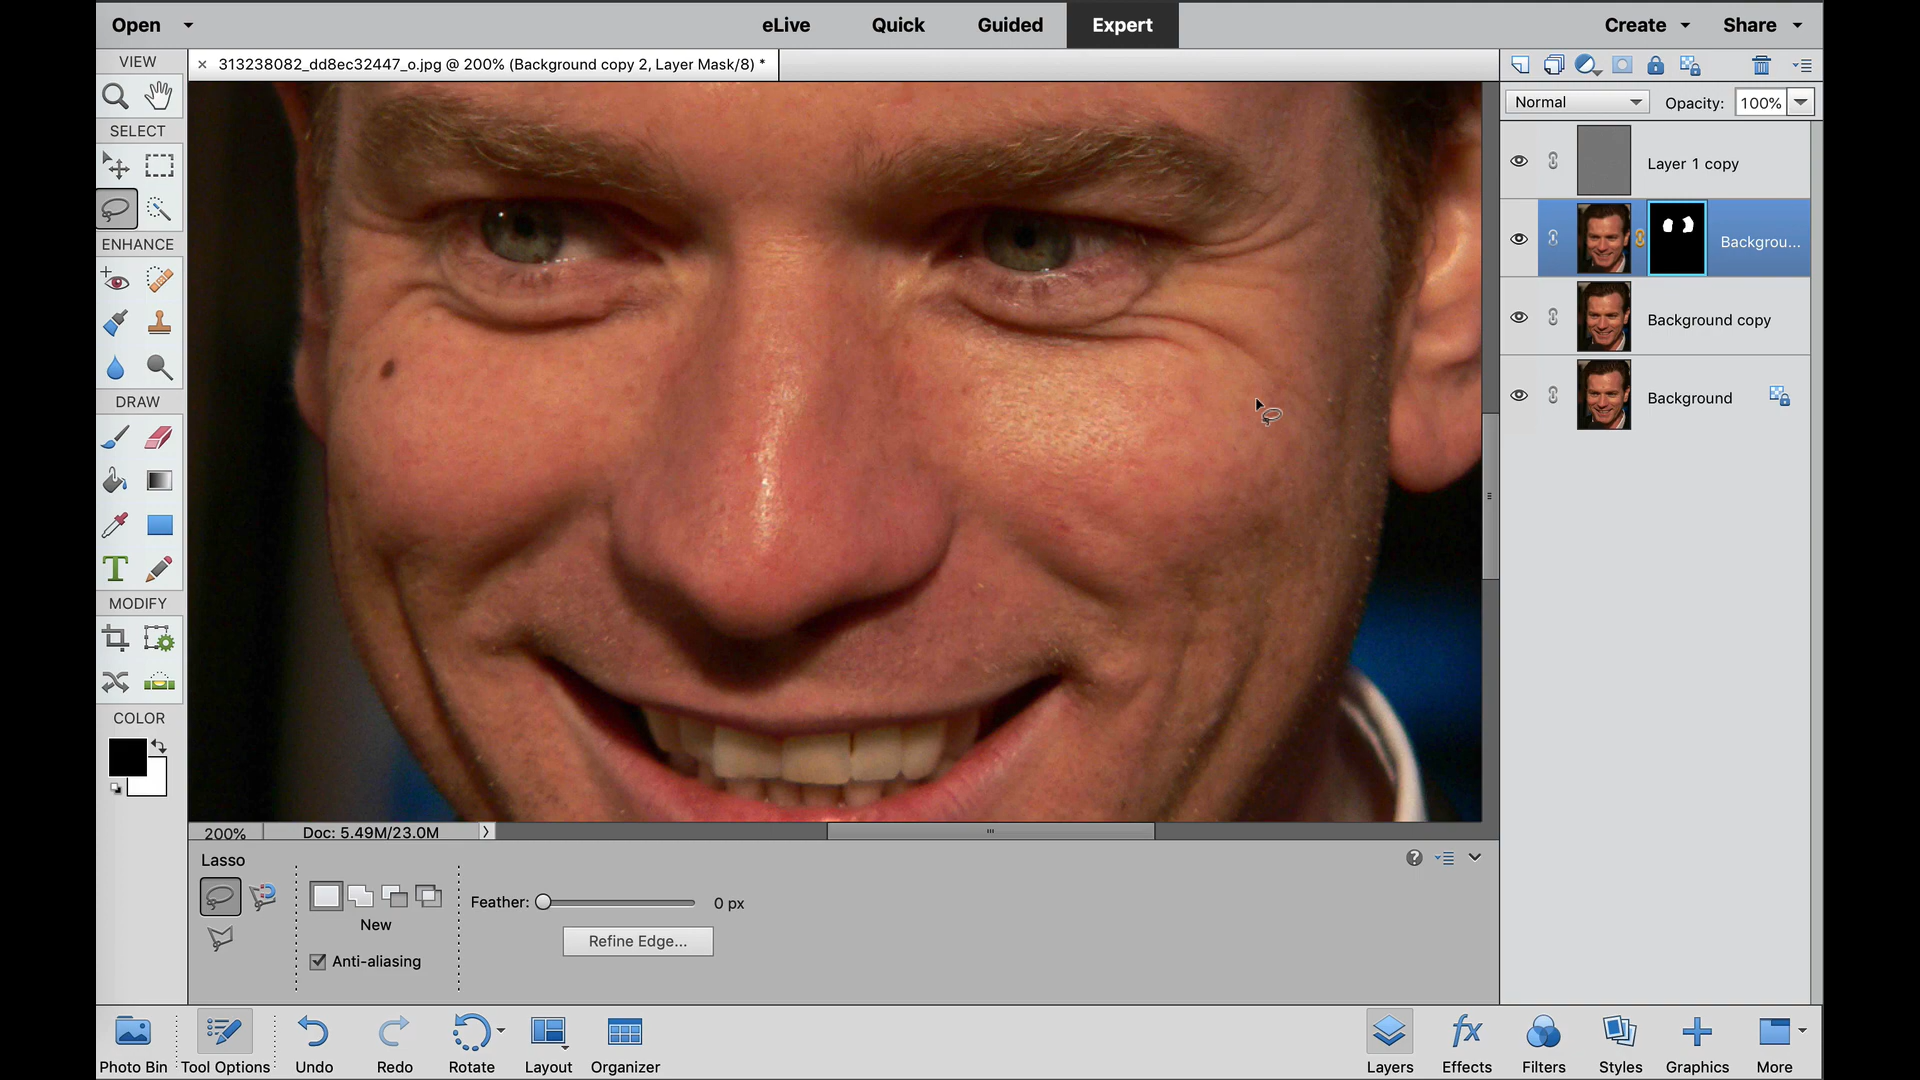 Open
eLive
Quick
Guided
Expert
Create
Share
VIEW
313238082_dd8ec32447_o.jpg @ 200% (Background copy 2, Layer Mask/8) *
Normal
Opacity: 100%
SELECT
Layer 1 copy
Backgrou...
ENHANCE
Background copy
Background
DRAW
T
MODIFY
COLOR
200%
Doc: 5.49M/23.0M
Lasso
New
Feather:
0 px
Refine Edge...
Anti-aliasing
Photo Bin
Tool Options
Undo
Redo
Rotate
Layout
Organizer
Layers
fx
Effects
Filters
Styles
Graphics
More